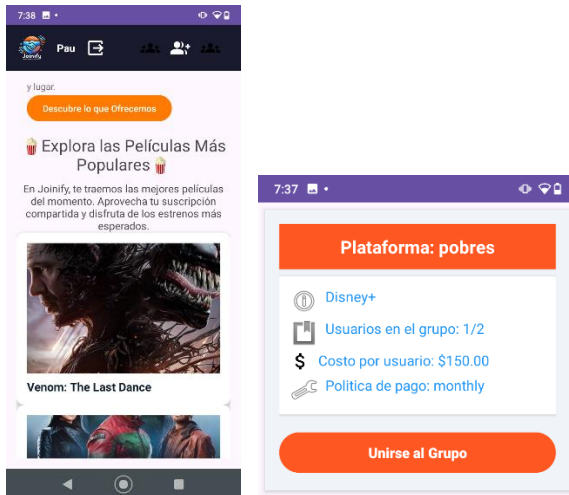 7:38
Joinify
Pau
y lugar.
Descubre lo que Ofrecemos
🍿 Explora las Películas Más
Populares 🍿
En Joinify, te traemos las mejores películas
del momento. Aprovecha tu suscripción
compartida y disfruta de los estrenos más
esperados.
Venom: The Last Dance
7:37
Plataforma: pobres
Disney+
Usuarios en el grupo: 1/2
$ Costo por usuario: $150.00
Politica de pago: monthly
Unirse al Grupo